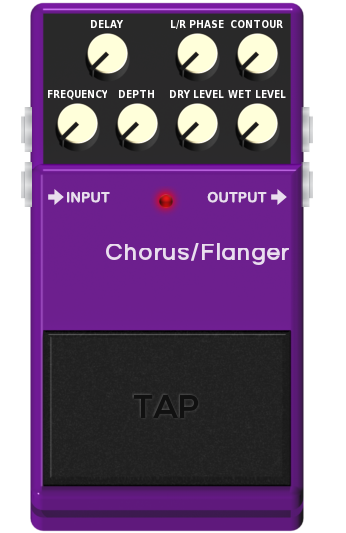 DELAY L/R PHASE CONTOUR
FREQUENCY DEPTH DRY LEVEL WET LEVEL
INPUT OUTPUT
Chorus/Flanger
TAP